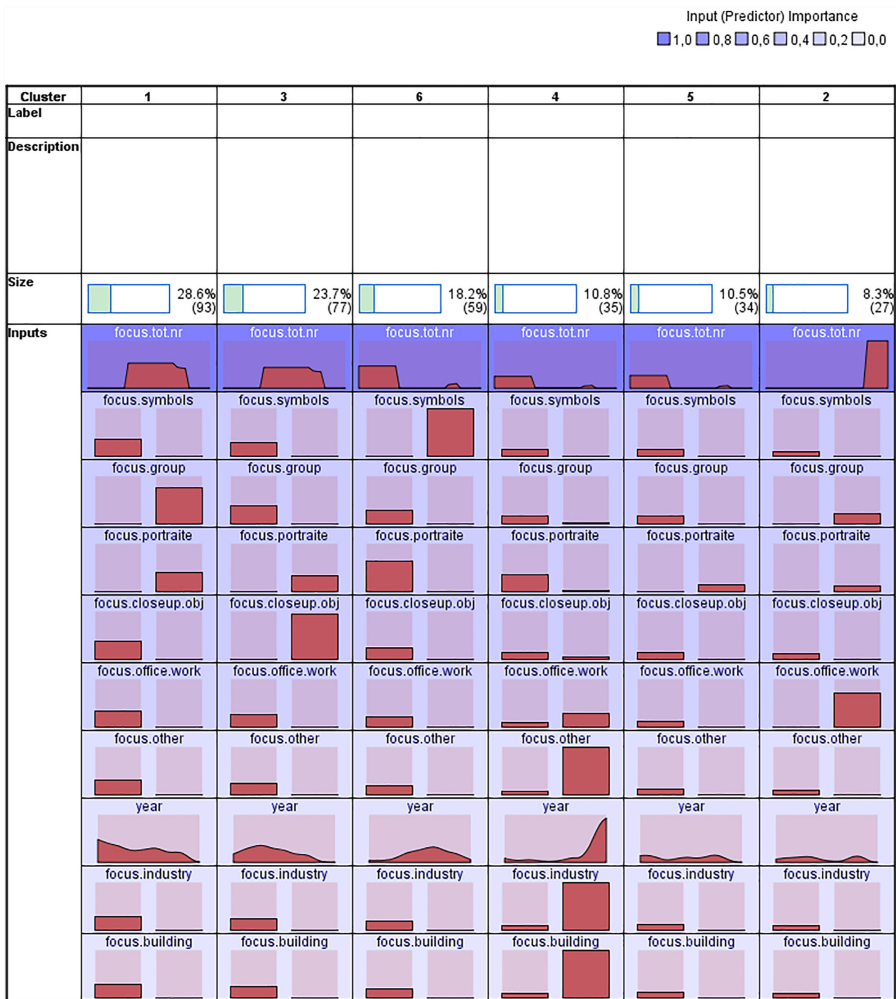 Input (Predictor) Importance
1,0 0,8 0,6 0,4 0,2 0,0
Cluster 1 3 6 4 5 2
Label
Description
Size 28.6% 23.7% 18.2% 10.8% 10.5% 8.3%
(93) (77) (59) (35) (34) (27)
Inputs focus.tot.nr focus.tot.nr focus.tot.nr focus.tot.nr focus.tot.nr focus.tot.nr
focus.symbols focus.symbols focus.symbols focus.symbols focus.symbols focus.symbols
focus.group focus.group focus.group focus.group focus.group focus.group
focus.portraite focus.portraite focus.portraite focus.portraite focus.portraite focus.portraite
focus.closeup.obj focus.closeup.obj focus.closeup.obj focus.closeup.obj focus.closeup.obj focus.closeup.obj
focus.office.work focus.office.work focus.office.work focus.office.work focus.office.work focus.office.work
focus.other focus.other focus.other focus.other focus.other focus.other
year year year year year year
focus.industry focus.industry focus.industry focus.industry focus.industry focus.industry
focus.building focus.building focus.building focus.building focus.building focus.building